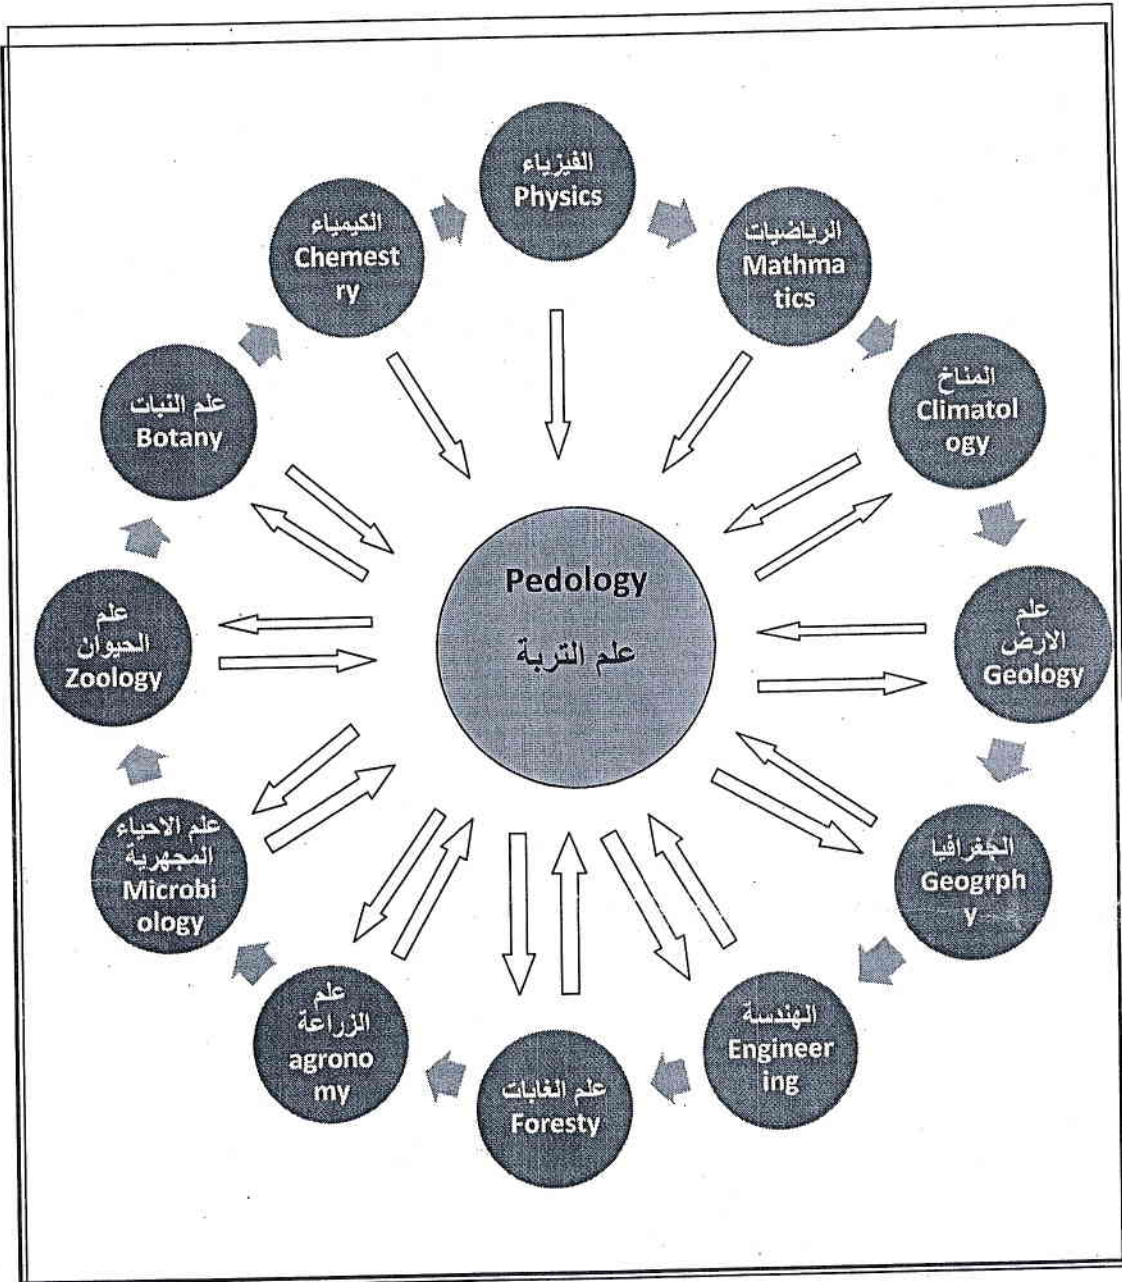 الفيزياء
Physics
الكيمياء
Chemest
ry
الرياضيات
Mathma
tics
المناخ
Climatol
ogy
علم النبات
Botany
Pedology
علم التربة
علم
الارض
Geology
علم
الحيوان
Zoology
الجغرافيا
Geogrph
y
علم الاحياء
المجهرية
Microbi
ology
الهندسة
Engineer
ing
علم
الزراعة
agrono
my
علم الغابات
Foresty